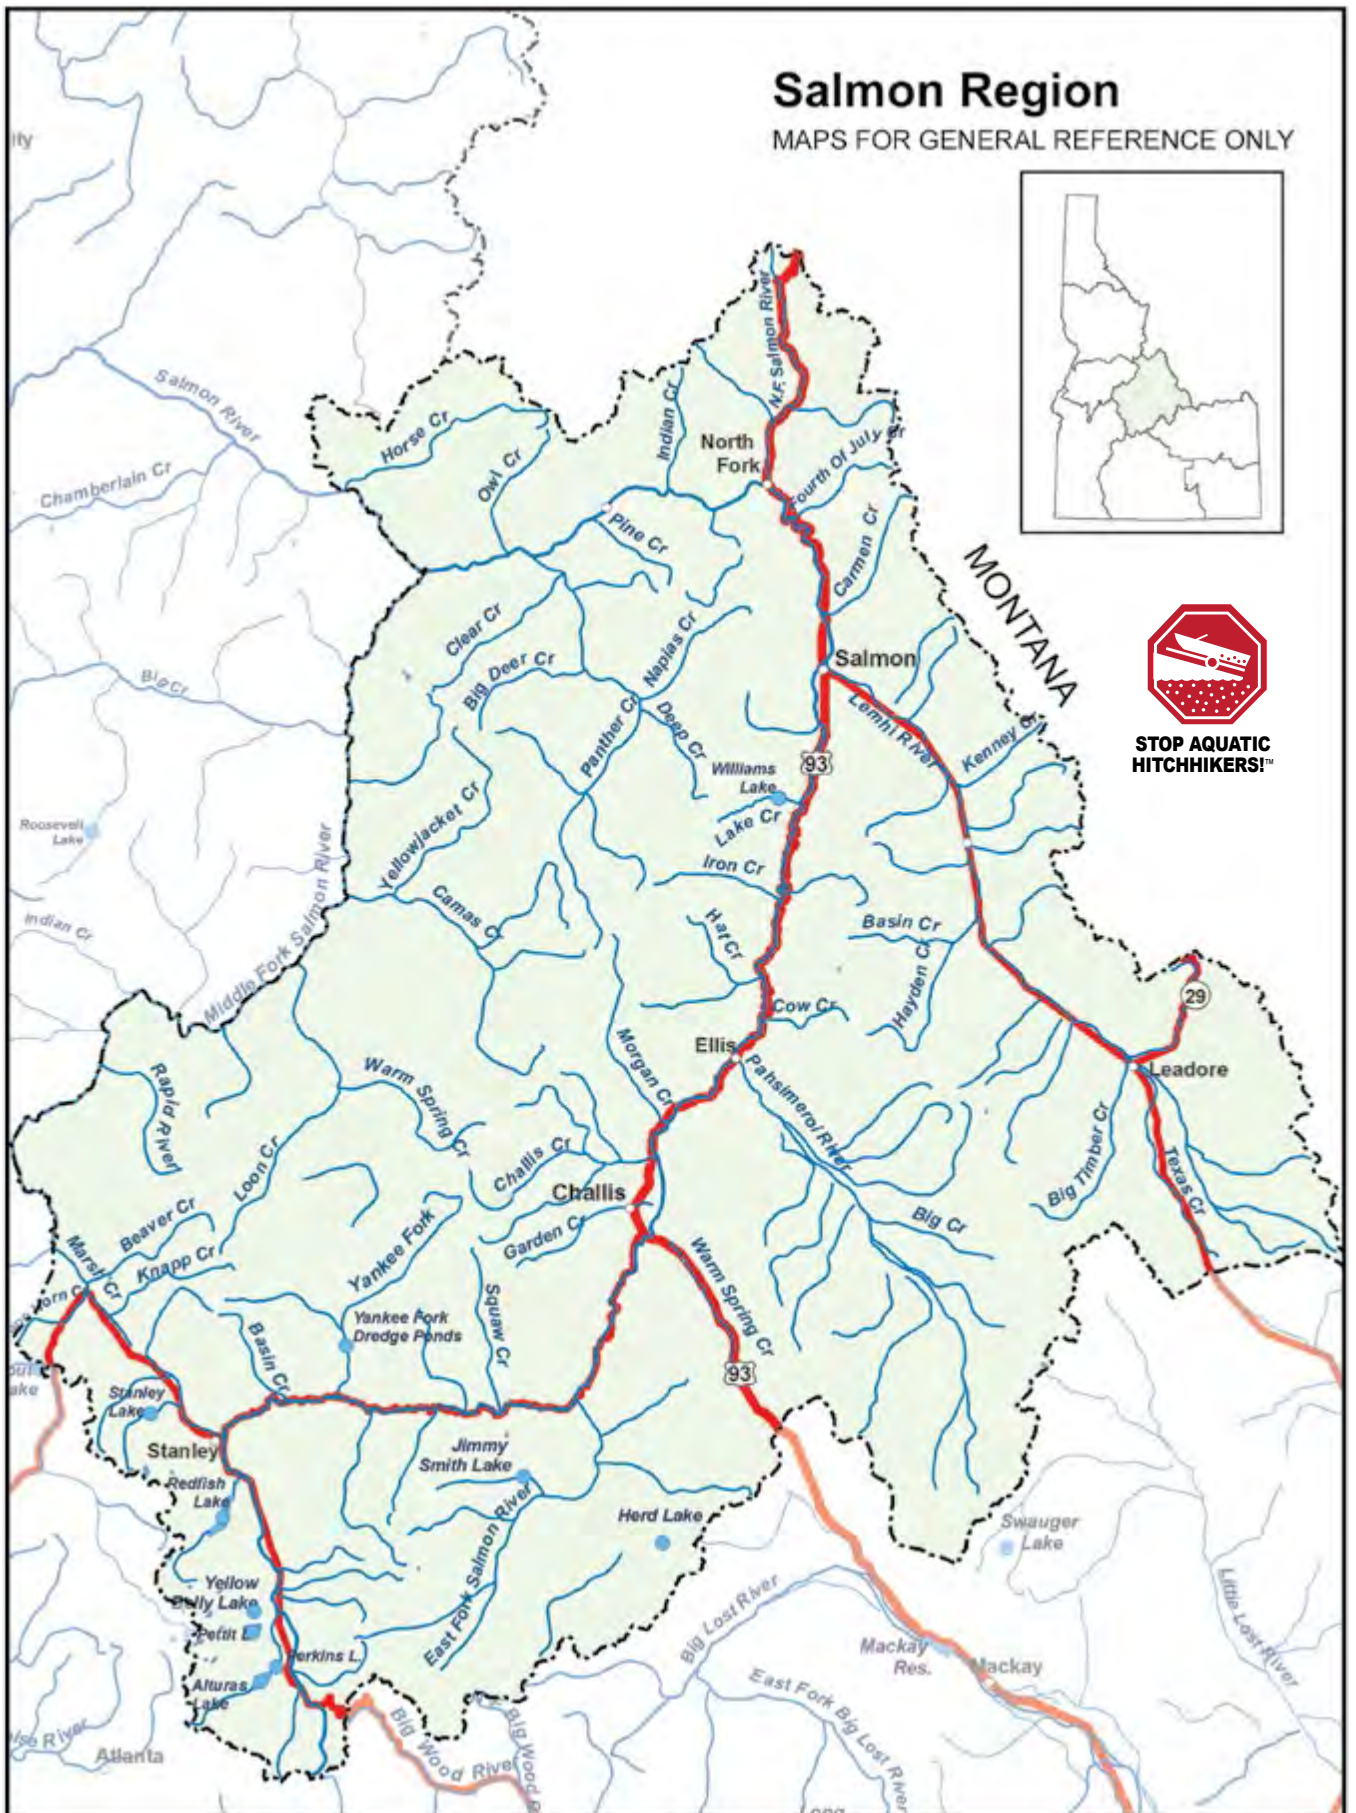 Salmon Region
MAPS FOR GENERAL REFERENCE ONLY
MONTANA
STOP AQUATIC
HITCHHIKERS!™
Salmon River
Chamberlain Cr
Horse Cr
Owl Cr
Indian Cr
N.F. Salmon River
North
Fork
Fourth Of July Cr
Pine Cr
Carmen Cr
Clear Cr
Big Deer Cr
Napias Cr
Panther Cr
Deep Cr
Salmon
Lemhi River
Kenney
93
Williams
Lake
Lake Cr
Big Cr
Roosevelt
Lake
Yellowjacket Cr
Iron Cr
Camas C
Hat Cr
Basin Cr
Hayden Cr
Indian Cr
Middle Fork Salmon River
29
Cow Cr
Ellis
Leadore
Morgan Cr
Pahsimeroi River
Rapid River
Warm Spring Cr
Loon Cr
Challis Cr
Challis
Garden Cr
Big Timber Cr
Texas Cr
Big Cr
Beaver Cr
Knapp Cr
Marsh Cr
Yankee Fork
Yankee Fork
Dredge Ponds
Squaw Cr
Warm Spring Cr
93
Basin Cr
Stanley
Lake
Stanley
Redfish
Lake
Jimmy
Smith Lake
East Fork Salmon River
Herd Lake
Swauger
Lake
Yellow
Belly Lake
Pettit L.
Perkins L.
Alturas
Lake
Big Lost River
Little Lost River
Mackay
Res.
Mackay
East Fork Big Lost River
Big Wood River
Big Wood
Atlanta